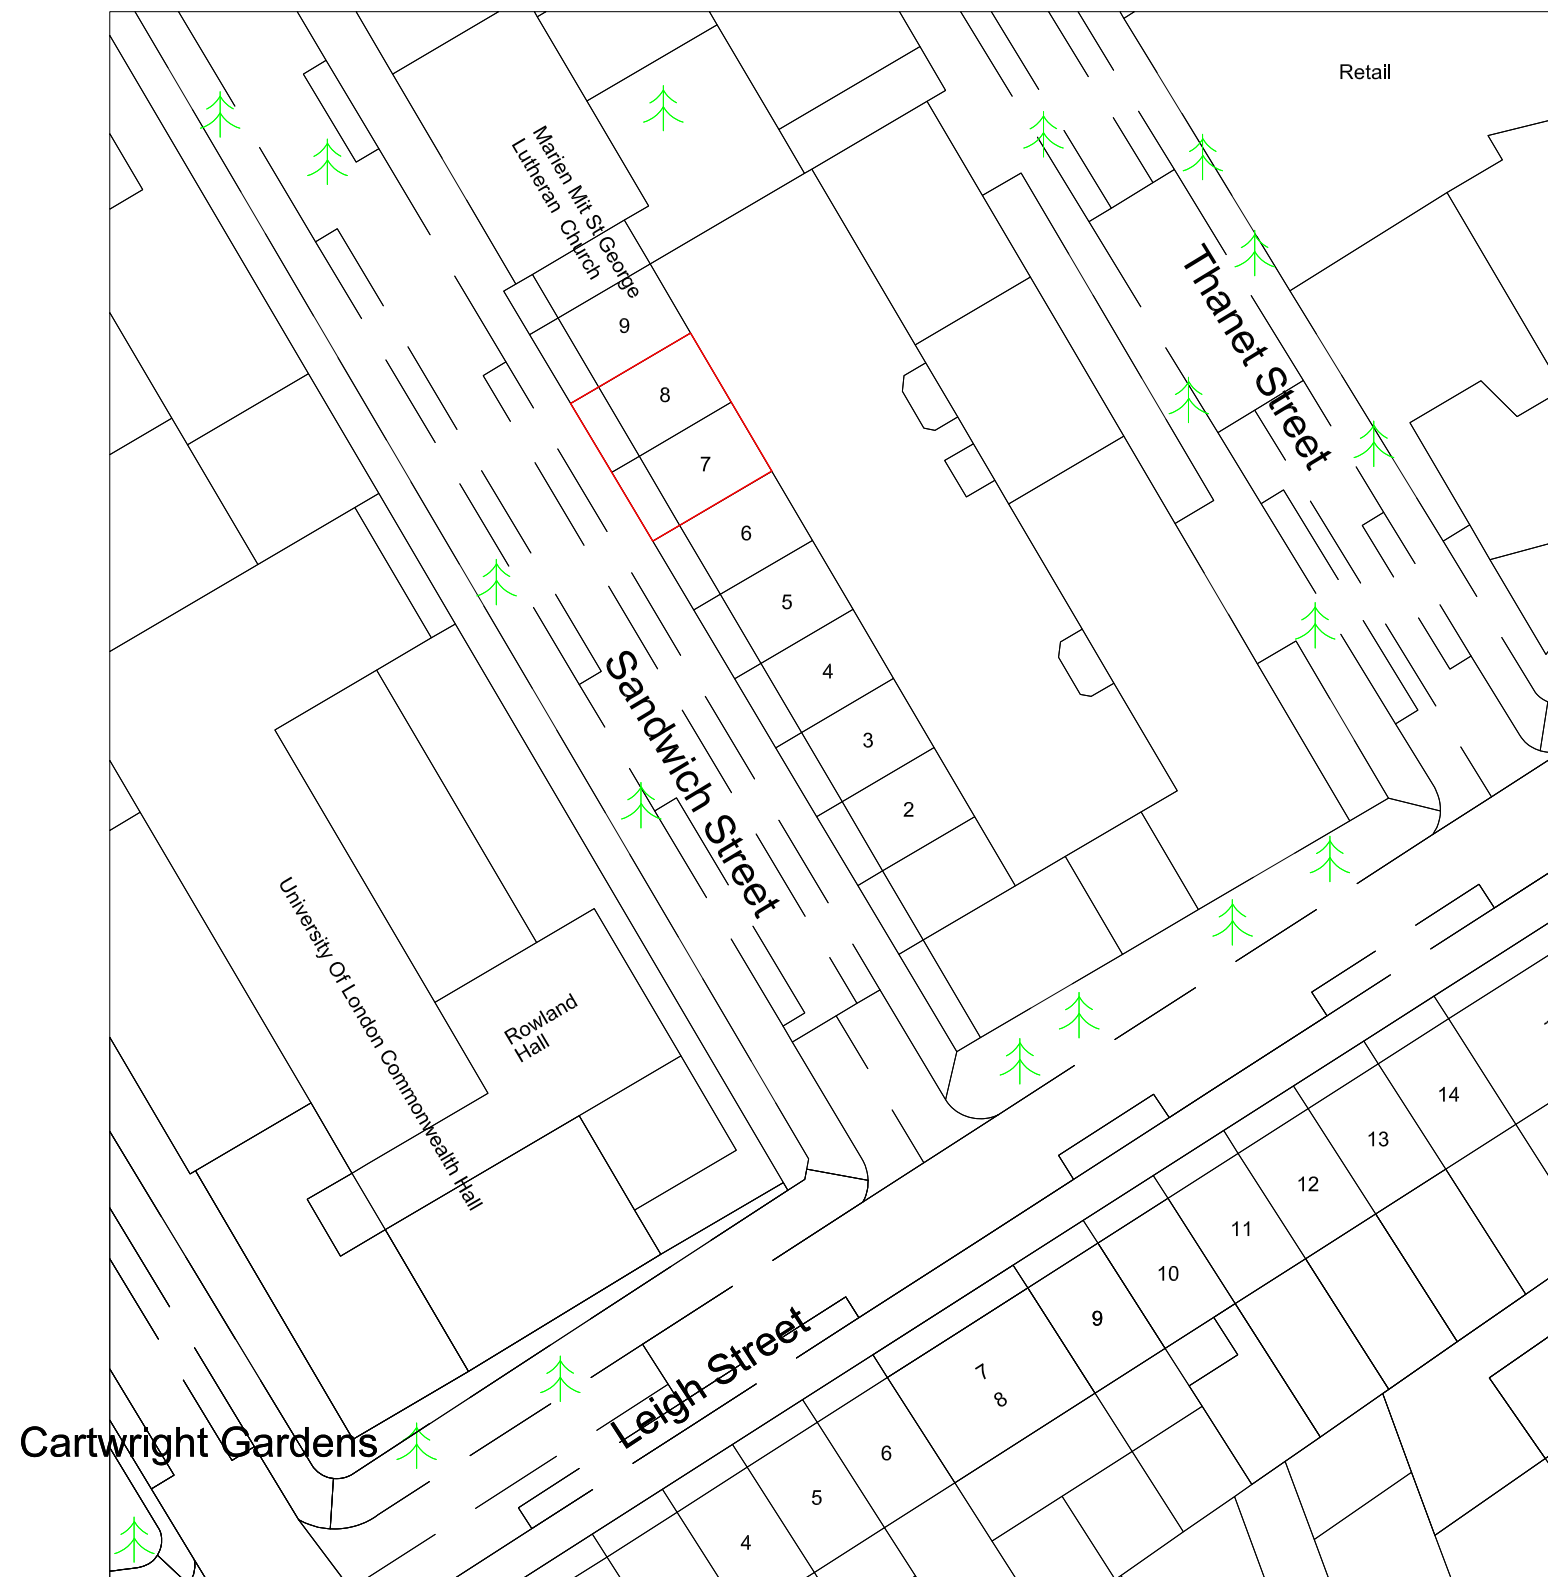 Retail
Marien Mit St George
Lutheran Church
Thanet Street
9
8
7
6
5
4
3
2
Sandwich Street
University Of London Commonwealth Hall
Rowland
Hall
14
13
12
11
10
9
7
8
6
5
4
Leigh Street
Cartwright Gardens